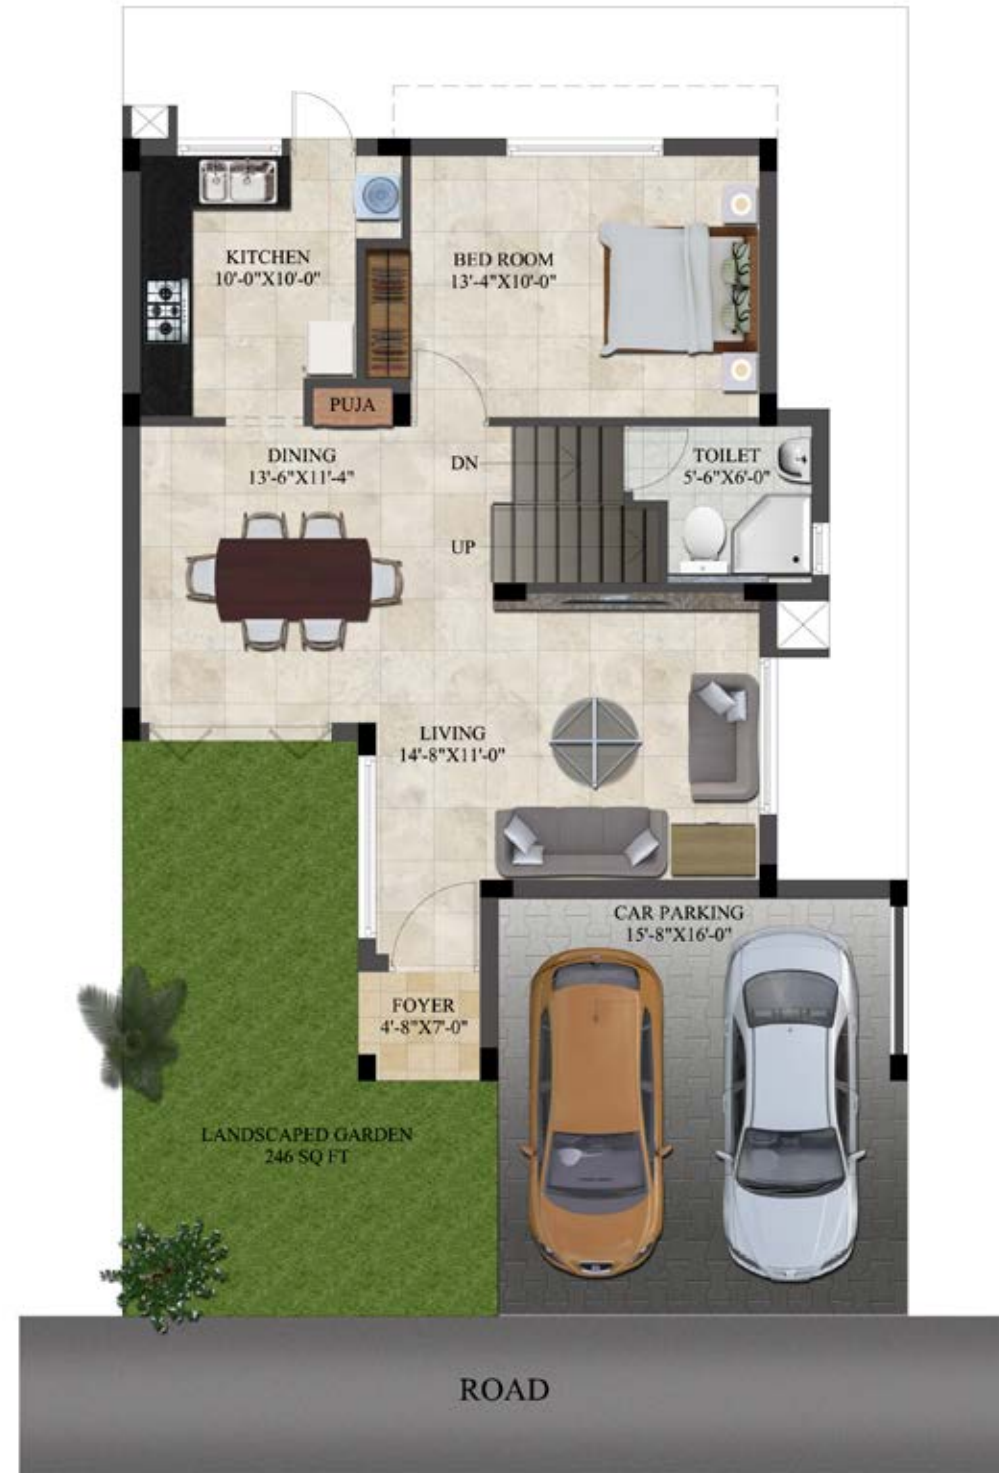 KITCHEN
10'-0"X10'-0"
BED ROOM
13'-4"X10'-0"
PUJA
DINING
13'-6"X11'-4"
DN
TOILET
5'-6"X6'-0"
UP
LIVING
14'-8"X11'-0"
CAR PARKING
15'-8"X16'-0"
FOYER
4'-8"X7'-0"
LANDSCAPED GARDEN
246 SQ FT
ROAD